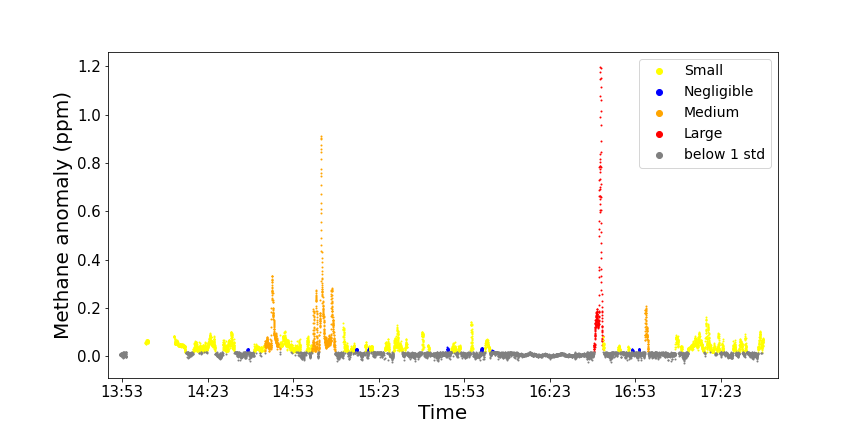 Methane anomaly (ppm)
1.2
1.0
0.8
0.6
0.4
0.2
0.0
Small
Negligible
Medium
Large
below 1 std
13:53 14:23 14:53 15:23 15:53 16:23 16:53 17:23
Time